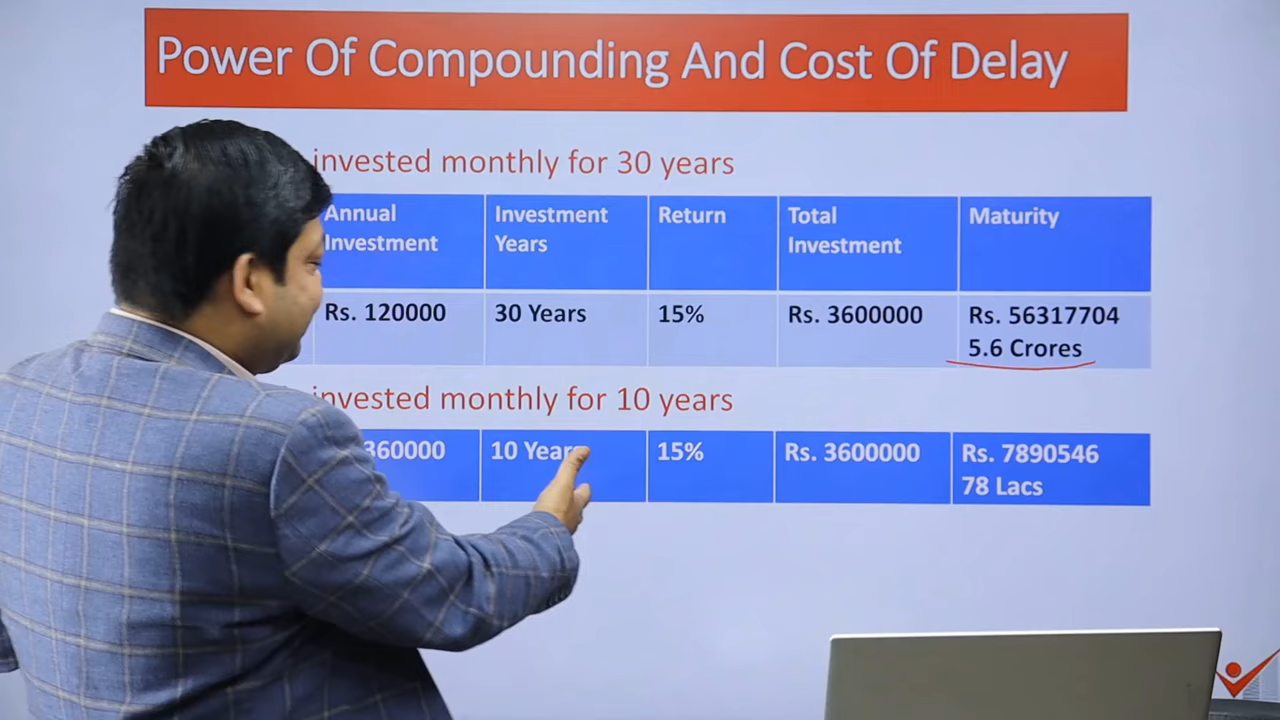 Power Of Compounding And Cost Of Delay
invested monthly for 30 years
Annual Investment
Investment Years
Return
Total Investment
Maturity
Rs. 120000
30 Years
15%
Rs. 3600000
Rs. 56317704
5.6 Crores
invested monthly for 10 years
360000
10 Years
15%
Rs. 3600000
Rs. 7890546
78 Lacs